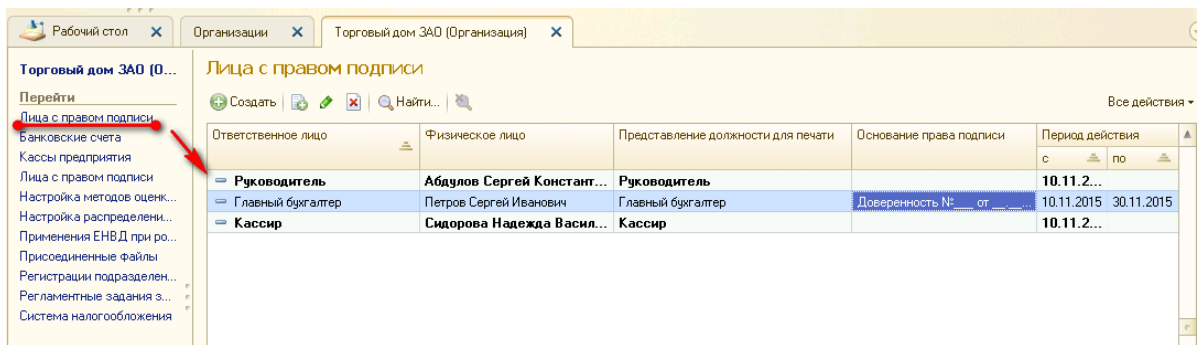 Рабочий стол
Организации
Торговый дом ЗАО (Организация)
Торговый дом ЗАО (О...
Перейти
Лица с правом подписи
Банковские счета
Кассы предприятия
Лица с правом подписи
Настройка методов оценк...
Настройка распределени...
Применения ЕНВД при ро...
Присоединенные файлы
Регистрации подразделен...
Регламентные задания з...
Система налогообложения
Лица с правом подписи
Создать Найти... Все действия
Ответственное лицо Физическое лицо Представление должности для печати Основание права подписи Период действия
с по
Руководитель Абдулов Сергей Констант... Руководитель 10.11.2...
Главный бухгалтер Петров Сергей Иванович Главный бухгалтер Доверенность №___ от __.__... 10.11.2015 30.11.2015
Кассир Сидорова Надежда Васил... Кассир 10.11.2...